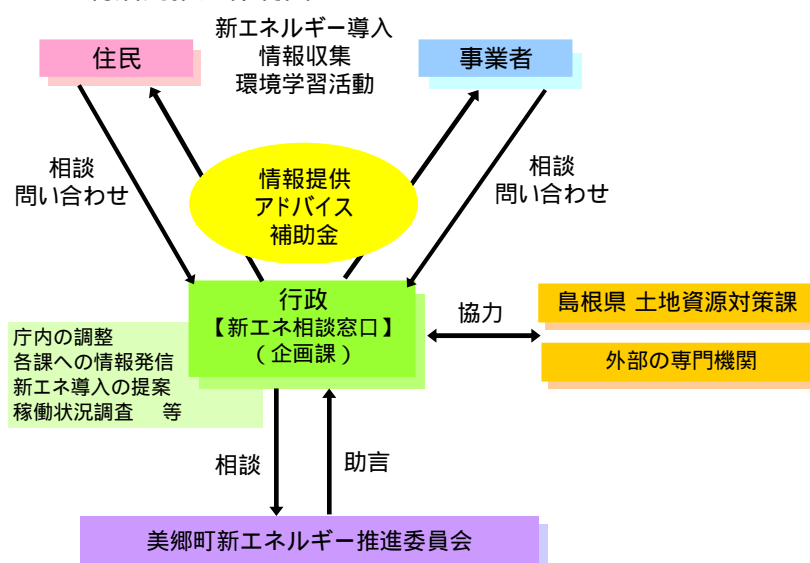 新エネルギー導入
情報収集
環境学習活動
住民
事業者
相談
問い合わせ
情報提供
アドバイス
補助金
相談
問い合わせ
行政
【新エネ相談窓口】
（企画課）
協力
島根県 土地資源対策課
外部の専門機関
庁内の調整
各課への情報発信
新エネ導入の提案
稼働状況調査 等
相談
助言
美郷町新エネルギー推進委員会